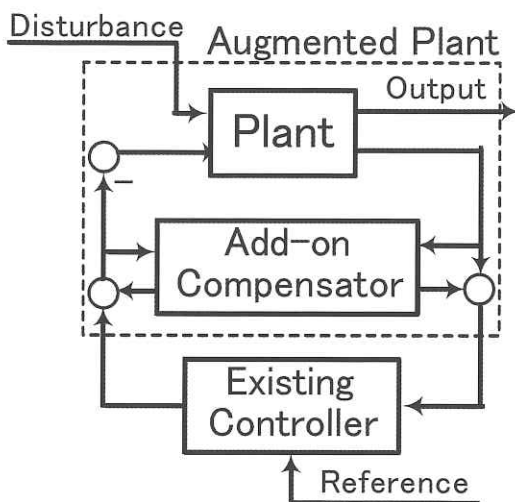 Disturbance
Augmented Plant
Output
Plant
−
Add-on
Compensator
Existing
Controller
Reference